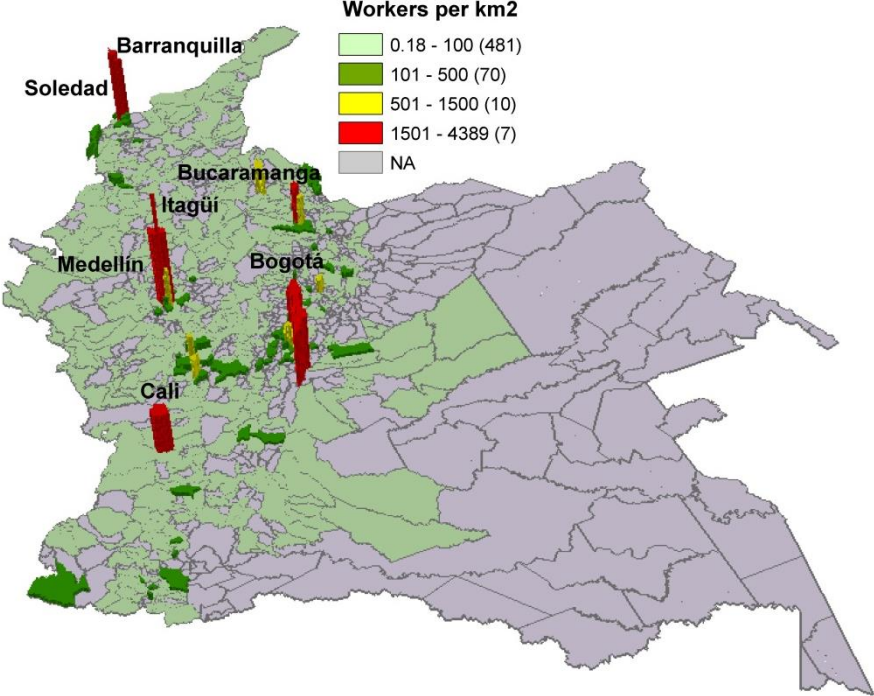 Workers per km2
0.18 - 100 (481)
101 - 500 (70)
501 - 1500 (10)
1501 - 4389 (7)
NA
Barranquilla
Soledad
Bucaramanga
Itagüí
Medellín
Bogotá
Cali